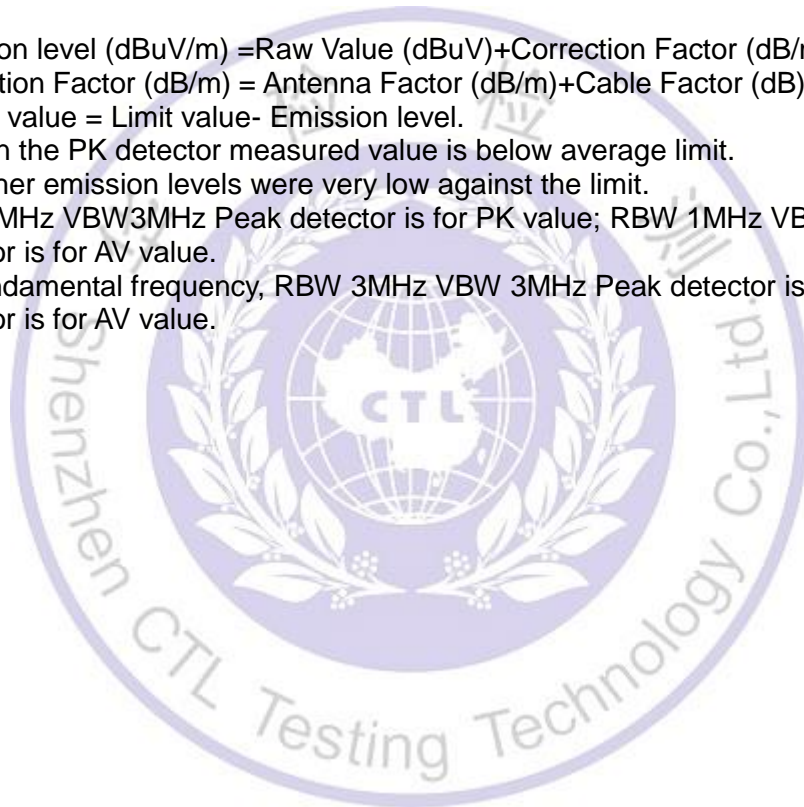 on level (dBuV/m) =Raw Value (dBuV)+Correction Factor (dB/
tion Factor (dB/m) = Antenna Factor (dB/m)+Cable Factor (dB)
value = Limit value- Emission level.
n the PK detector measured value is below average limit.
ner emission levels were very low against the limit.
MHz VBW3MHz Peak detector is for PK value; RBW 1MHz VB
or is for AV value.
ndamental frequency, RBW 3MHz VBW 3MHz Peak detector is
or is for AV value.
检 测
CTL
Shenzhen CTL Testing Technology Co., Ltd.